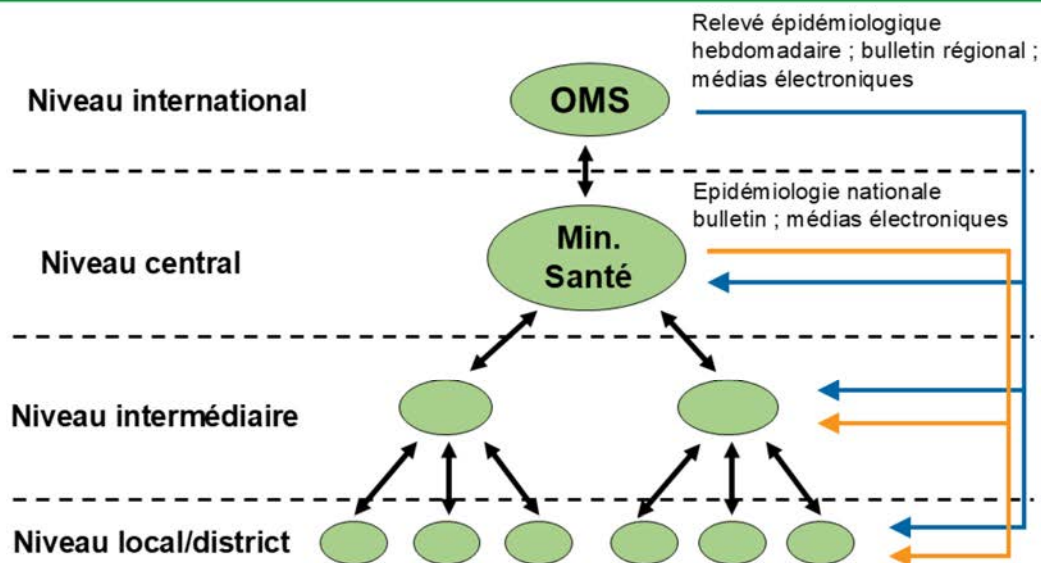 Relevé épidémiologique
hebdomadaire ; bulletin régional ;
médias électroniques
Niveau international
OMS
Epidémiologie nationale
bulletin ; médias électroniques
Niveau central
Min.
Santé
Niveau intermédiaire
Niveau local/district